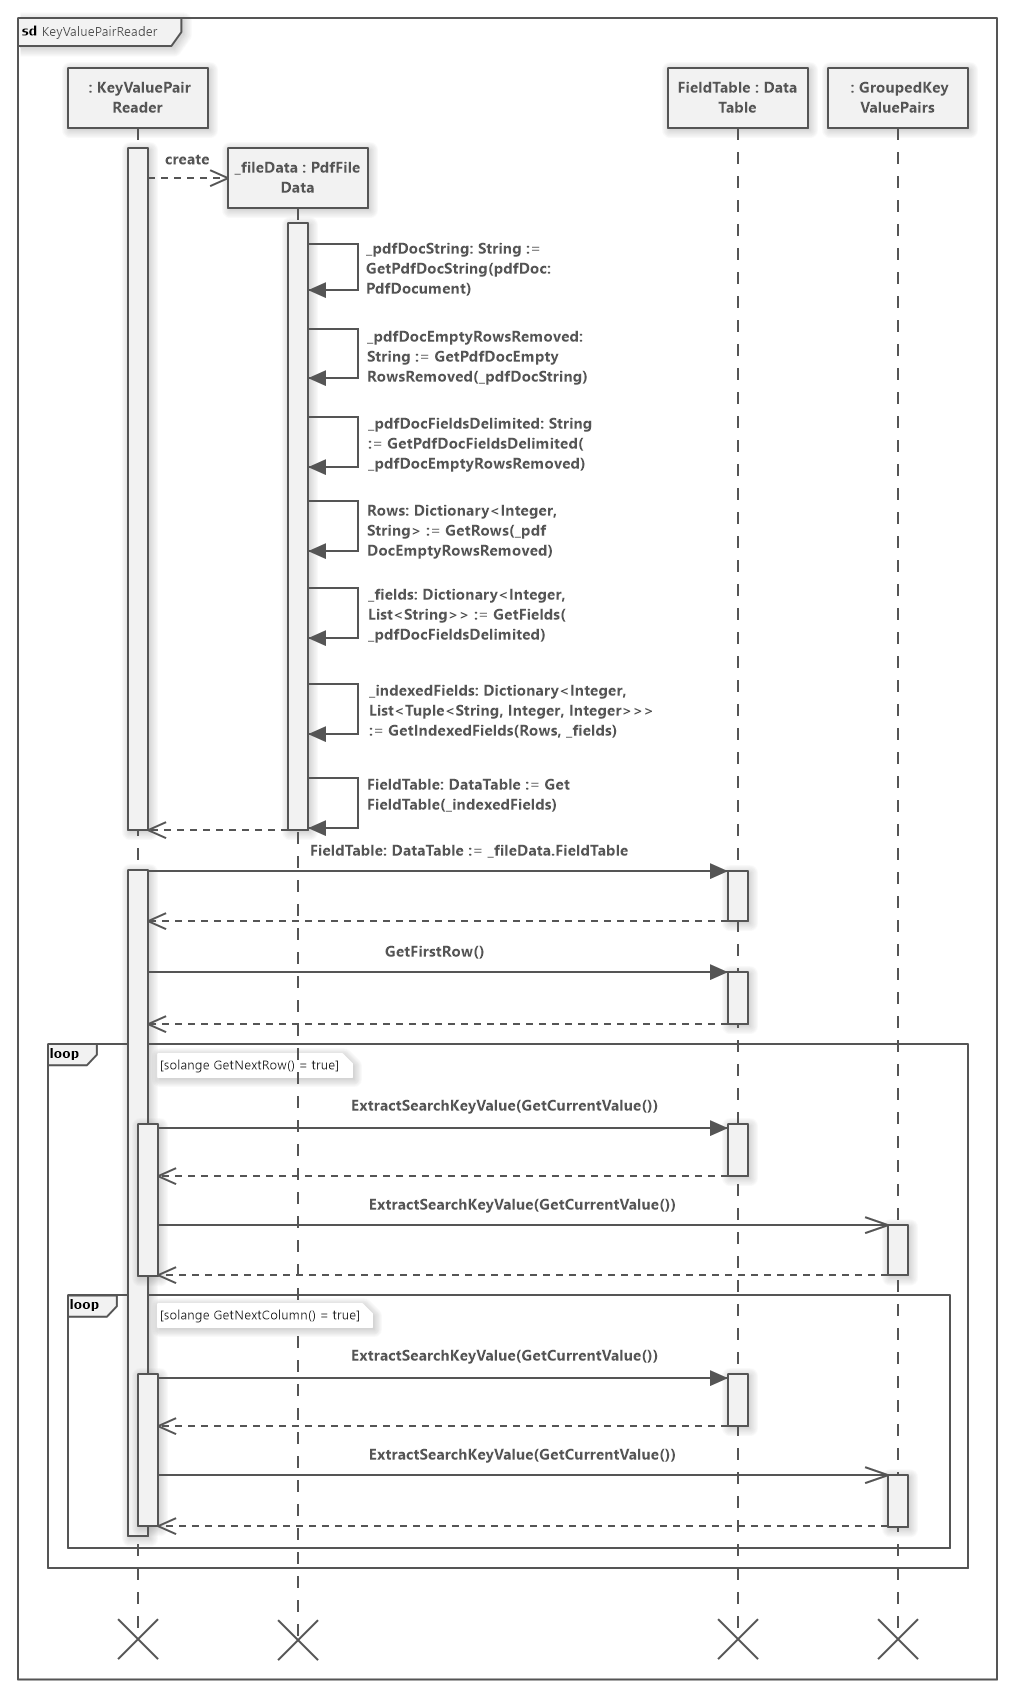 sd KeyValuePairReader
: KeyValuePair
Reader
FieldTable : Data
Table
: GroupedKey
ValuePairs
create
_fileData : PdfFile
Data
_pdfDocString: String :=
GetPdfDocString(pdfDoc:
PdfDocument)
_pdfDocEmptyRowsRemoved:
String := GetPdfDocEmpty
RowsRemoved(_pdfDocString)
_pdfDocFieldsDelimited: String
:= GetPdfDocFieldsDelimited(
_pdfDocEmptyRowsRemoved)
Rows: Dictionary<Integer,
String> := GetRows(_pdf
DocEmptyRowsRemoved)
_fields: Dictionary<Integer,
List<String>> := GetFields(
_pdfDocFieldsDelimited)
_indexedFields: Dictionary<Integer,
List<Tuple<String, Integer, Integer>>>
:= GetIndexedFields(Rows, _fields)
FieldTable: DataTable := Get
FieldTable(_indexedFields)
FieldTable: DataTable := _fileData.FieldTable
GetFirstRow()
loop
[solange GetNextRow() = true]
ExtractSearchKeyValue(GetCurrentValue())
ExtractSearchKeyValue(GetCurrentValue())
loop
[solange GetNextColumn() = true]
ExtractSearchKeyValue(GetCurrentValue())
ExtractSearchKeyValue(GetCurrentValue())